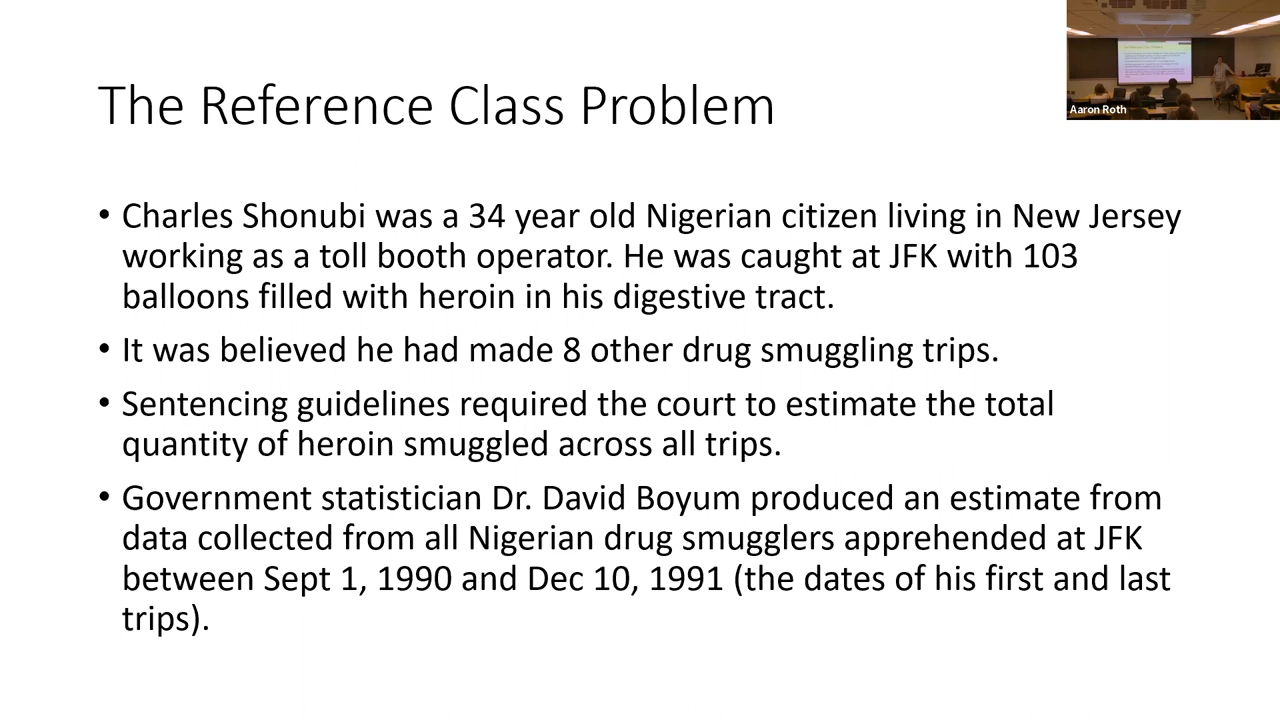 Aaron Roth
The Reference Class Problem
• Charles Shonubi was a 34 year old Nigerian citizen living in New Jersey
working as a toll booth operator. He was caught at JFK with 103
balloons filled with heroin in his digestive tract.
• It was believed he had made 8 other drug smuggling trips.
• Sentencing guidelines required the court to estimate the total
quantity of heroin smuggled across all trips.
• Government statistician Dr. David Boyum produced an estimate from
data collected from all Nigerian drug smugglers apprehended at JFK
between Sept 1, 1990 and Dec 10, 1991 (the dates of his first and last
trips).